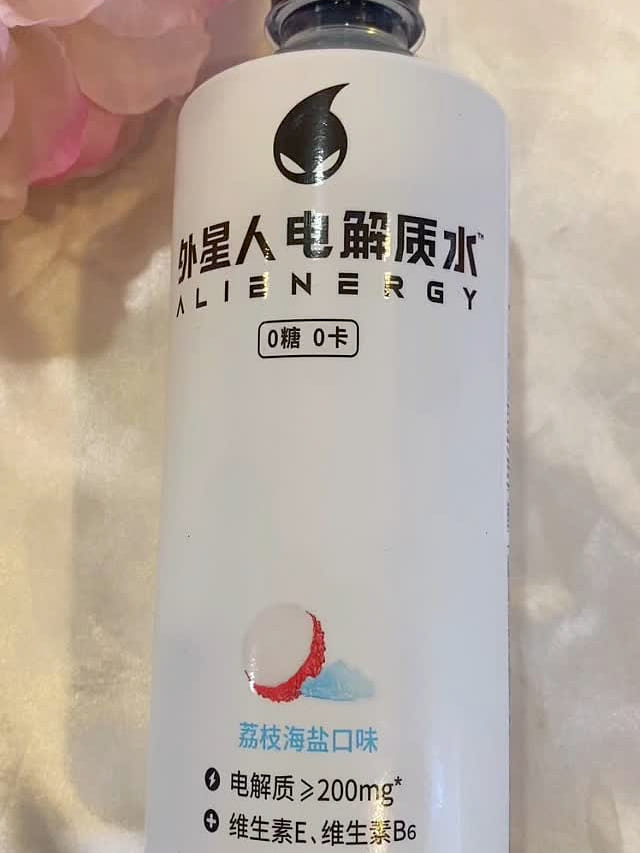 外星人电解质水™
ALIENERGY
0糖 0卡
荔枝海盐口味
电解质≥200mg*
维生素E、维生素B6